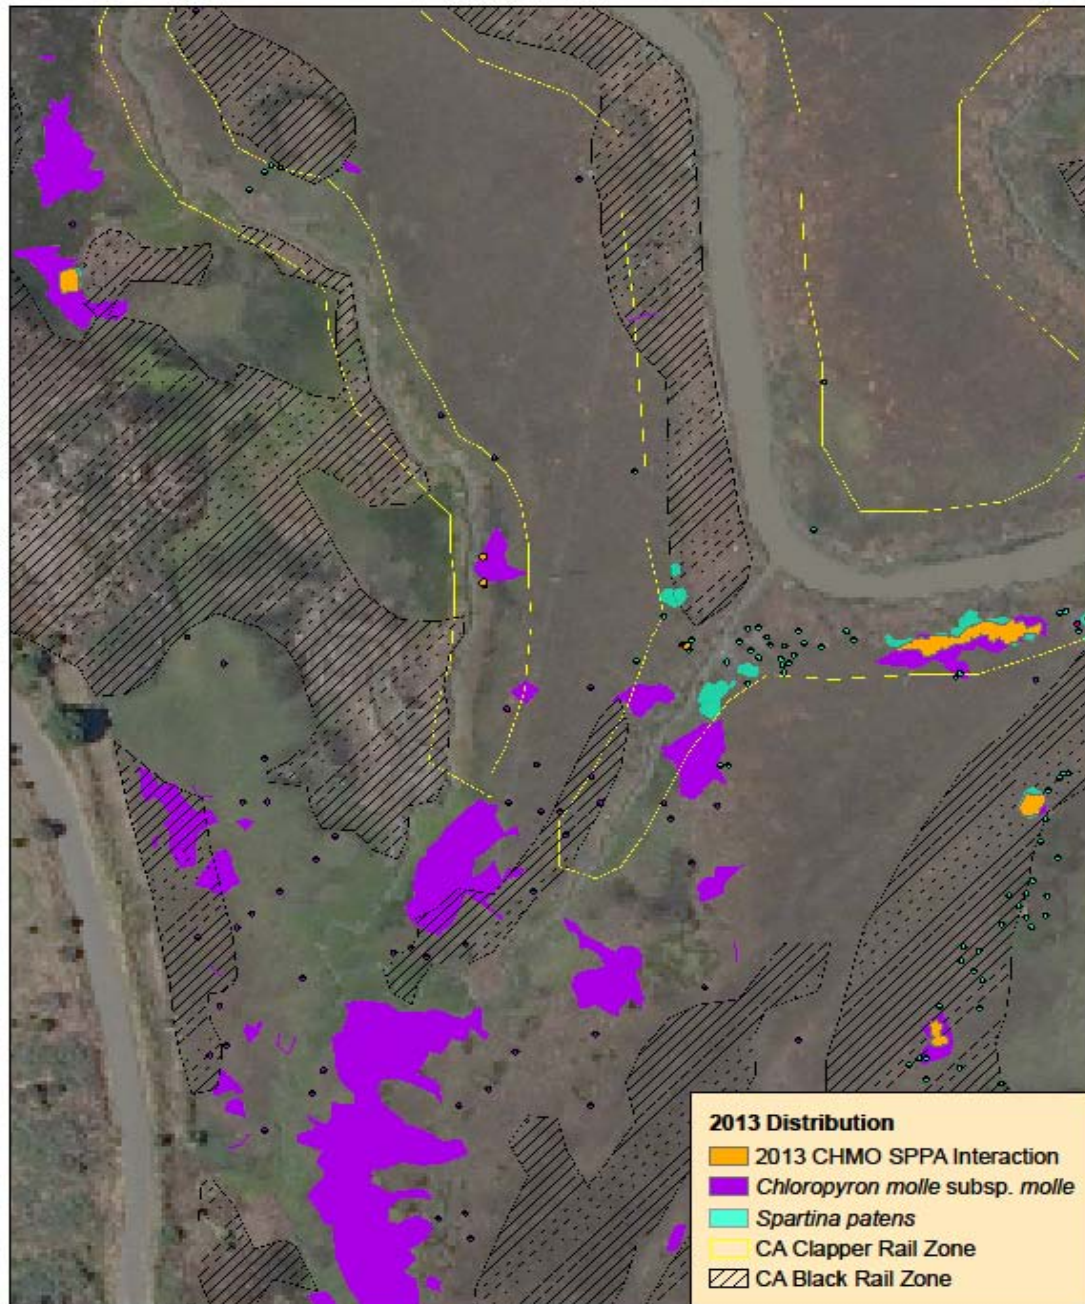 2013 Distribution
2013 CHMO SPPA Interaction
Chloropyron molle subsp. molle
Spartina patens
CA Clapper Rail Zone
CA Black Rail Zone